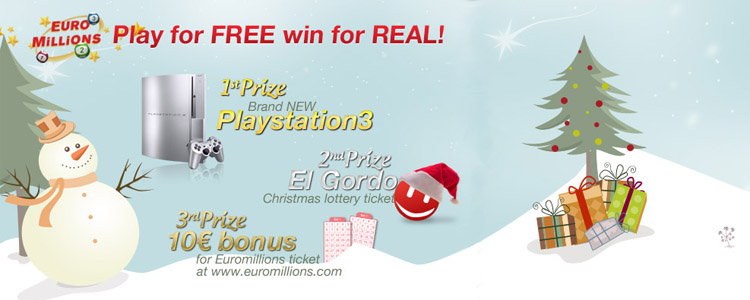 EURO
MILLIONS
Play for FREE win for REAL!
1st Prize
Brand NEW
Playstation3
2nd Prize
El Gordo
Christmas lottery ticket
3rd Prize
10€ bonus
for Euromillions ticket
at www.euromillions.com